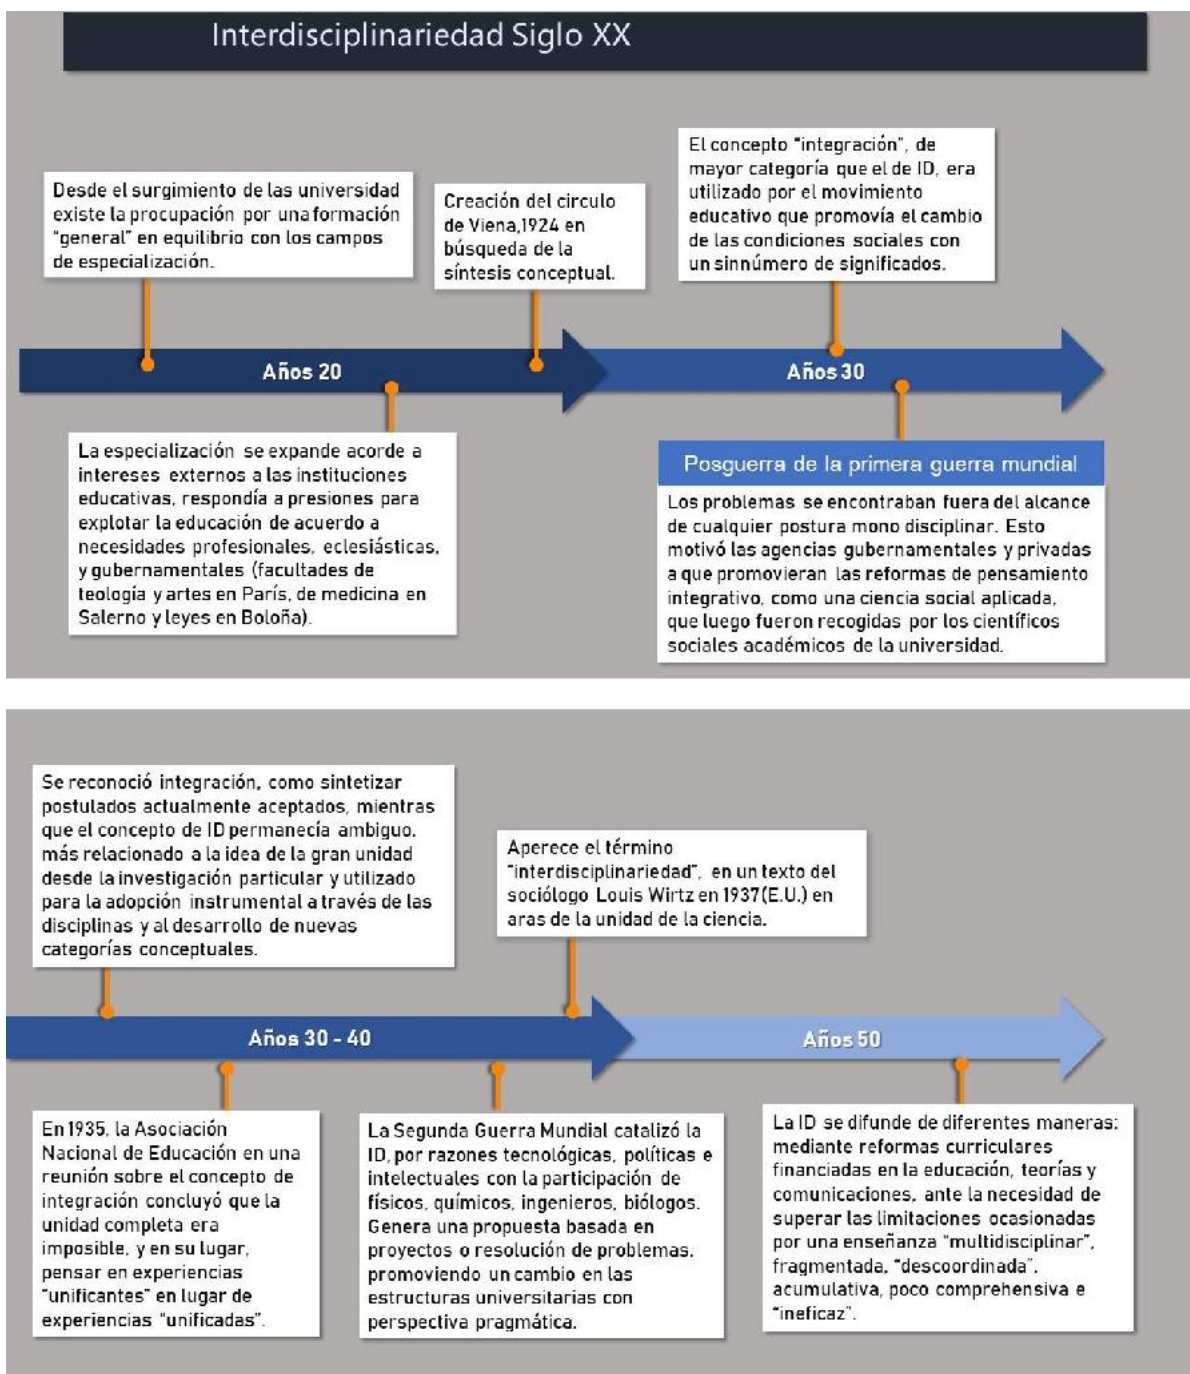 Interdisciplinariedad Siglo XX
Desde el surgimiento de las universidad
existe la procupación por una formación
"general" en equilibrio con los campos
de especialización.
Creación del circulo
de Viena,1924 en
búsqueda de la
síntesis conceptual.
El concepto "integración", de
mayor categoría que el de ID, era
utilizado por el movimiento
educativo que promovía el cambio
de las condiciones sociales con
un sinnúmero de significados.
Años 20
Años 30
La especialización se expande acorde a
intereses externos a las instituciones
educativas, respondía a presiones para
explotar la educación de acuerdo a
necesidades profesionales, eclesiásticas,
y gubernamentales (facultades de
teología y artes en París, de medicina en
Salerno y leyes en Boloña).
Posguerra de la primera guerra mundial
Los problemas se encontraban fuera del alcance
de cualquier postura mono disciplinar. Esto
motivó las agencias gubernamentales y privadas
a que promovieran las reformas de pensamiento
integrativo, como una ciencia social aplicada,
que luego fueron recogidas por los científicos
sociales académicos de la universidad.
Se reconoció integración, como sintetizar
postulados actualmente aceptados, mientras
que el concepto de ID permanecía ambiguo,
más relacionado a la idea de la gran unidad
desde la investigación particular y utilizado
para la adopción instrumental a través de las
disciplinas y al desarrollo de nuevas
categorías conceptuales.
Aperece el término
"interdisciplinariedad", en un texto del
sociólogo Louis Wirtz en 1937(E.U.) en
aras de la unidad de la ciencia.
Años 30 - 40
Años 50
En 1935, la Asociación
Nacional de Educación en una
reunión sobre el concepto de
integración concluyó que la
unidad completa era
imposible, y en su lugar,
pensar en experiencias
"unificantes" en lugar de
experiencias "unificadas".
La Segunda Guerra Mundial catalizó la
ID, por razones tecnológicas, políticas e
intelectuales con la participación de
físicos, químicos, ingenieros, biólogos.
Genera una propuesta basada en
proyectos o resolución de problemas,
promoviendo un cambio en las
estructuras universitarias con
perspectiva pragmática.
La ID se difunde de diferentes maneras:
mediante reformas curriculares
financiadas en la educación, teorías y
comunicaciones, ante la necesidad de
superar las limitaciones ocasionadas
por una enseñanza "multidisciplinar",
fragmentada, "descoordinada",
acumulativa, poco comprehensiva e
"ineficaz".